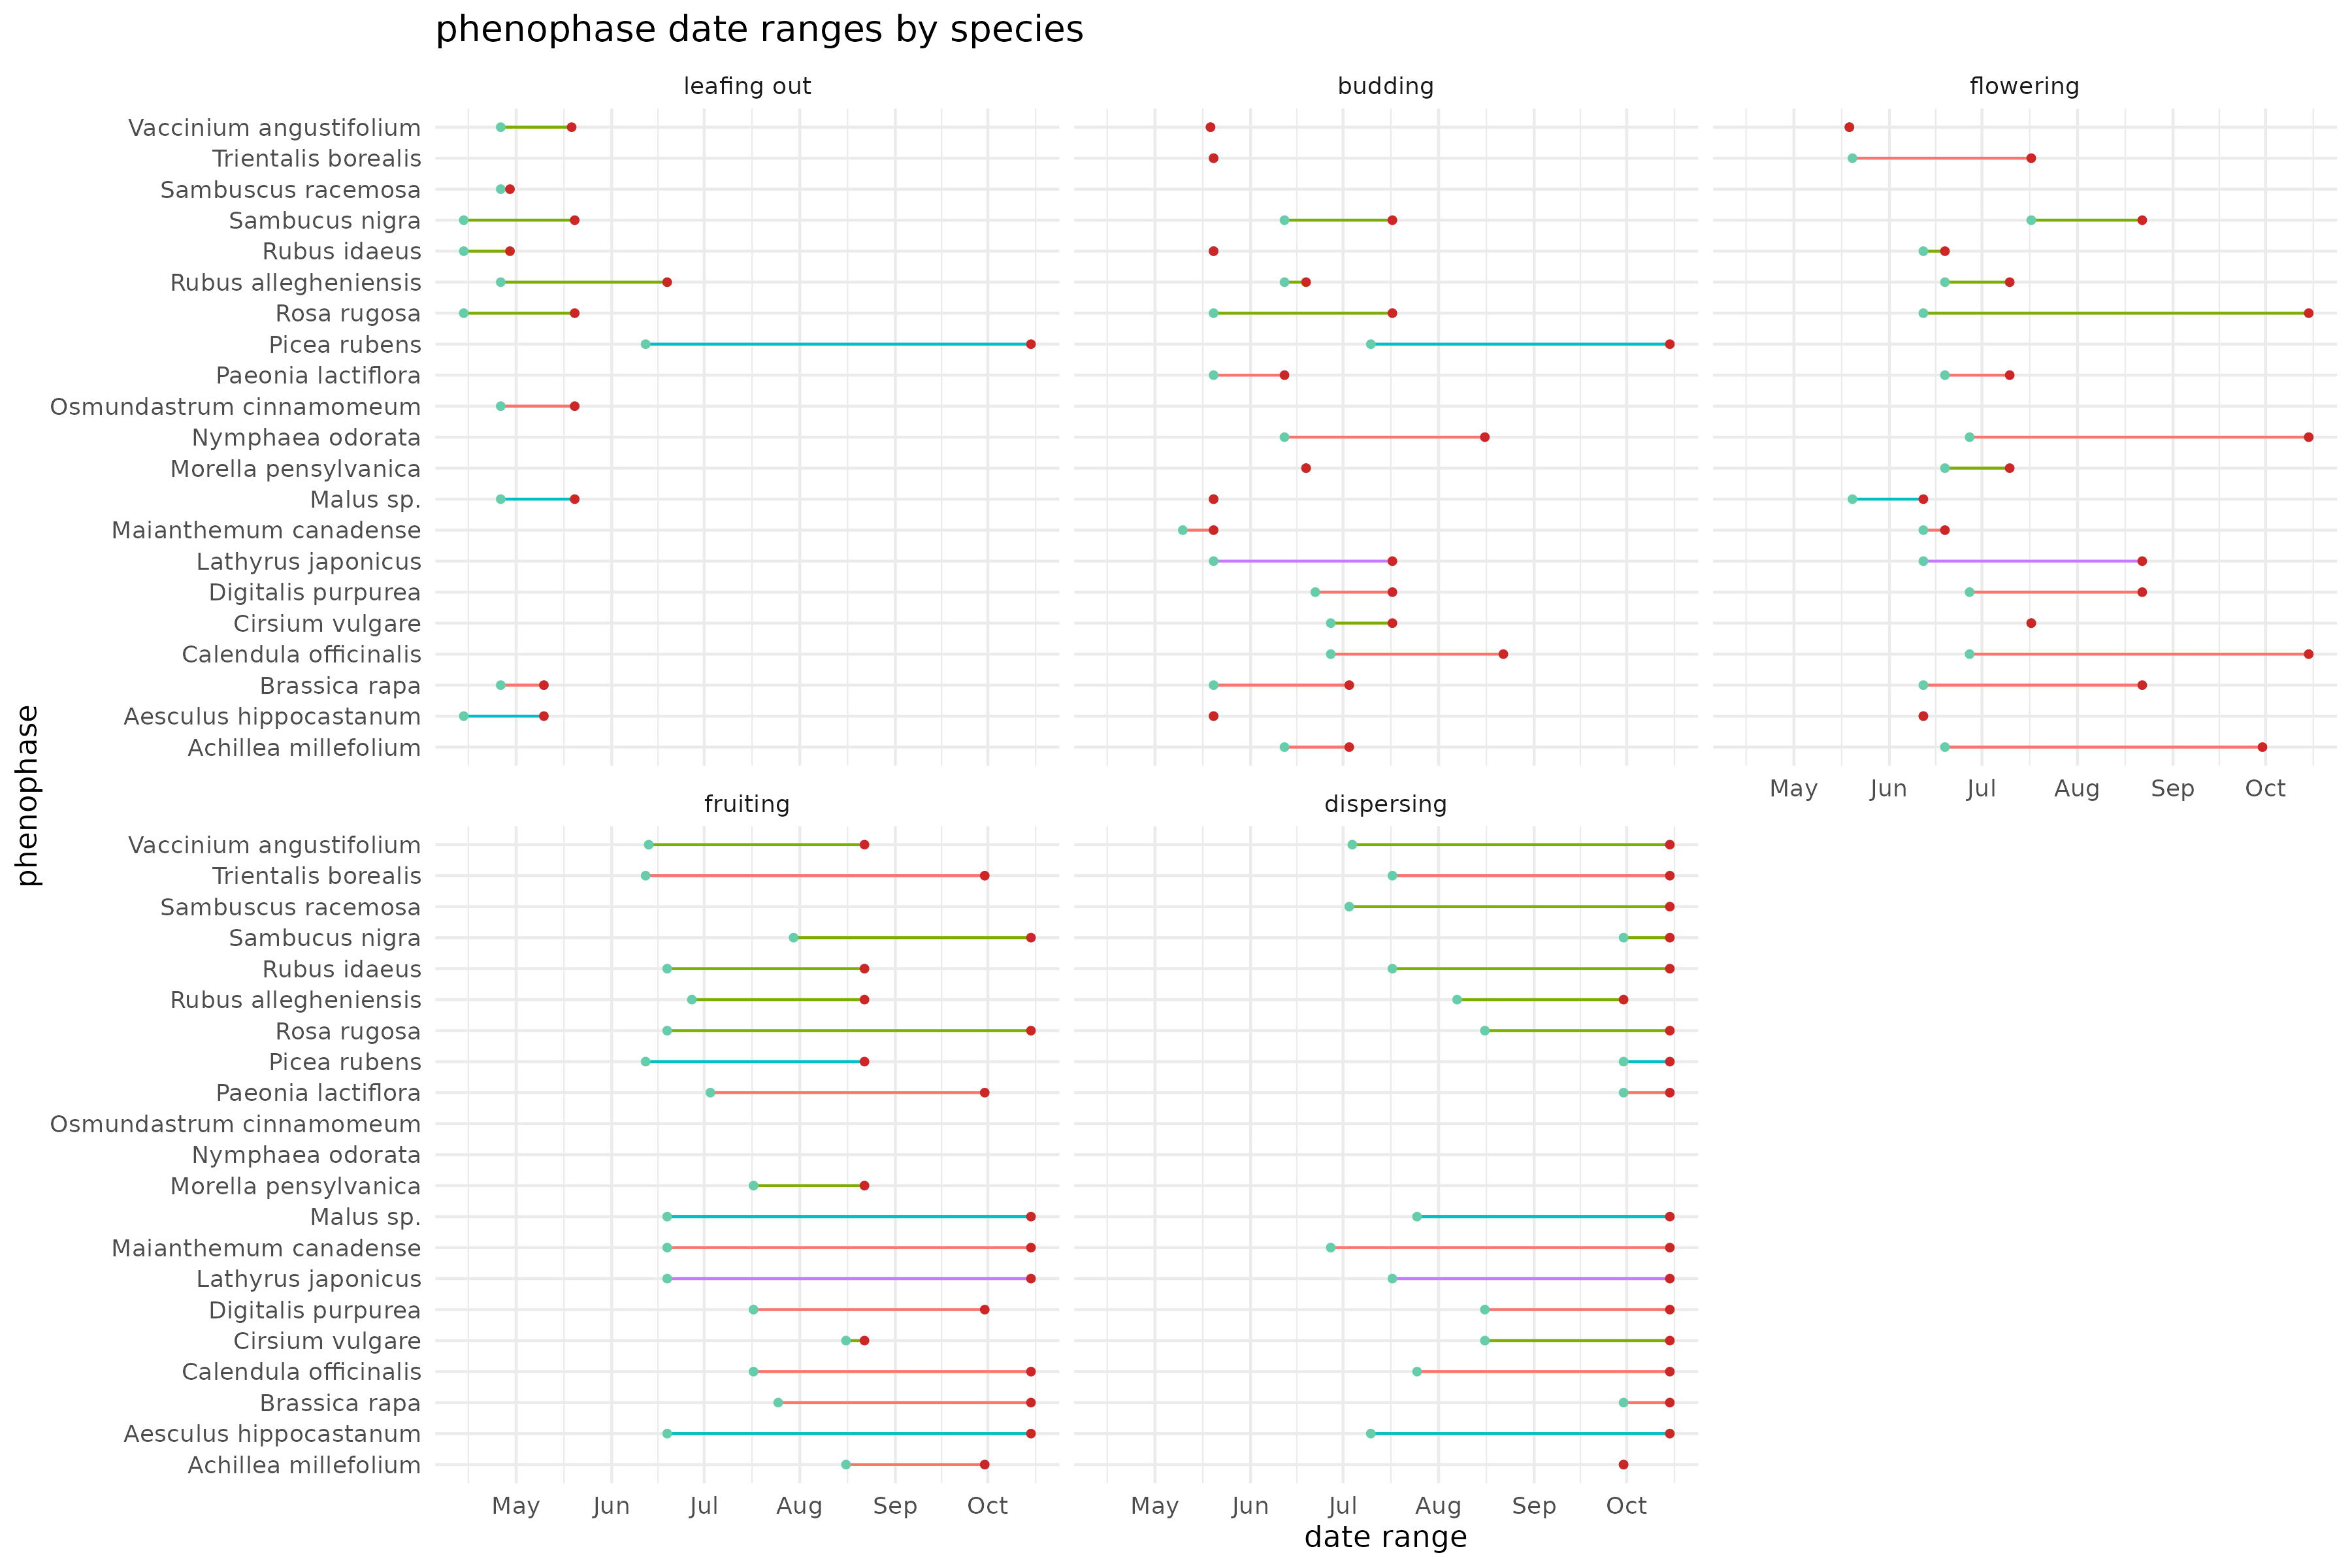 phenophase date ranges by species
leafing out
budding
flowering
Vaccinium angustifolium
Trientalis borealis
Sambuscus racemosa
Sambucus nigra
Rubus idaeus
Rubus allegheniensis
Rosa rugosa
Picea rubens
Paeonia lactiflora
Osmundastrum cinnamomeum
Nymphaea odorata
Morella pensylvanica
Malus sp.
Maianthemum canadense
Lathyrus japonicus
Digitalis purpurea
Cirsium vulgare
Calendula officinalis
Brassica rapa
Aesculus hippocastanum
Achillea millefolium
May Jun Jul Aug Sep Oct
phenophase
fruiting
dispersing
Vaccinium angustifolium
Trientalis borealis
Sambuscus racemosa
Sambucus nigra
Rubus idaeus
Rubus allegheniensis
Rosa rugosa
Picea rubens
Paeonia lactiflora
Osmundastrum cinnamomeum
Nymphaea odorata
Morella pensylvanica
Malus sp.
Maianthemum canadense
Lathyrus japonicus
Digitalis purpurea
Cirsium vulgare
Calendula officinalis
Brassica rapa
Aesculus hippocastanum
Achillea millefolium
May Jun Jul Aug Sep Oct
May Jun Jul Aug Sep Oct
date range